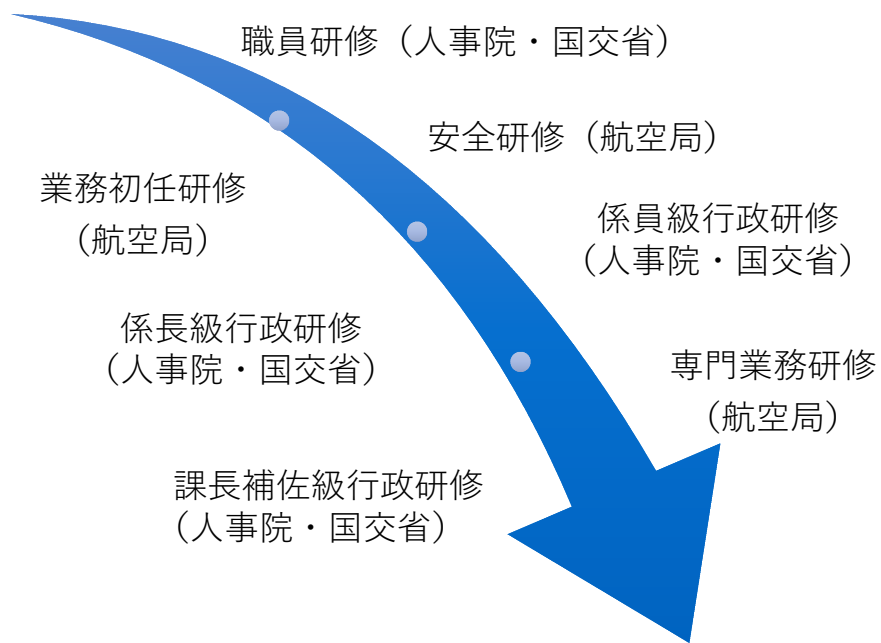 職員研修（人事院・国交省）
安全研修（航空局）
業務初任研修
（航空局）
係員級行政研修
（人事院・国交省）
係長級行政研修
（人事院・国交省）
専門業務研修
（航空局）
課長補佐級行政研修
（人事院・国交省）